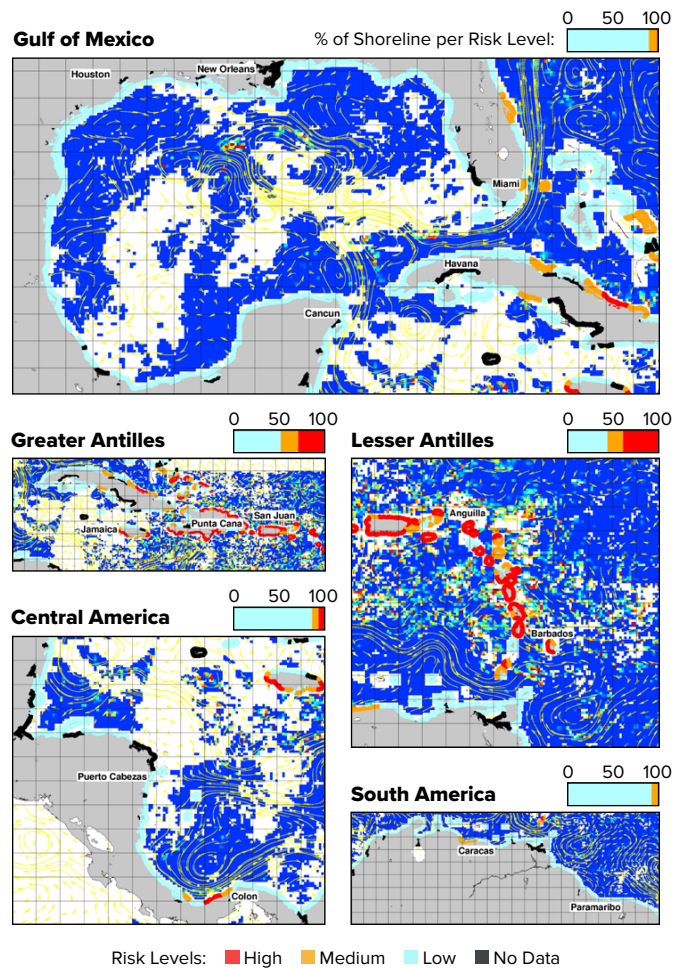 Gulf of Mexico
% of Shoreline per Risk Level:
0 50 100
Houston
New Orleans
Miami
Havana
Cancun
Greater Antilles
0 50 100
Jamaica
Punta Cana
San Juan
Lesser Antilles
0 50 100
Anguilla
Barbados
Central America
0 50 100
Puerto Cabezas
Colon
South America
0 50 100
Caracas
Paramaribo
Risk Levels: High Medium Low No Data